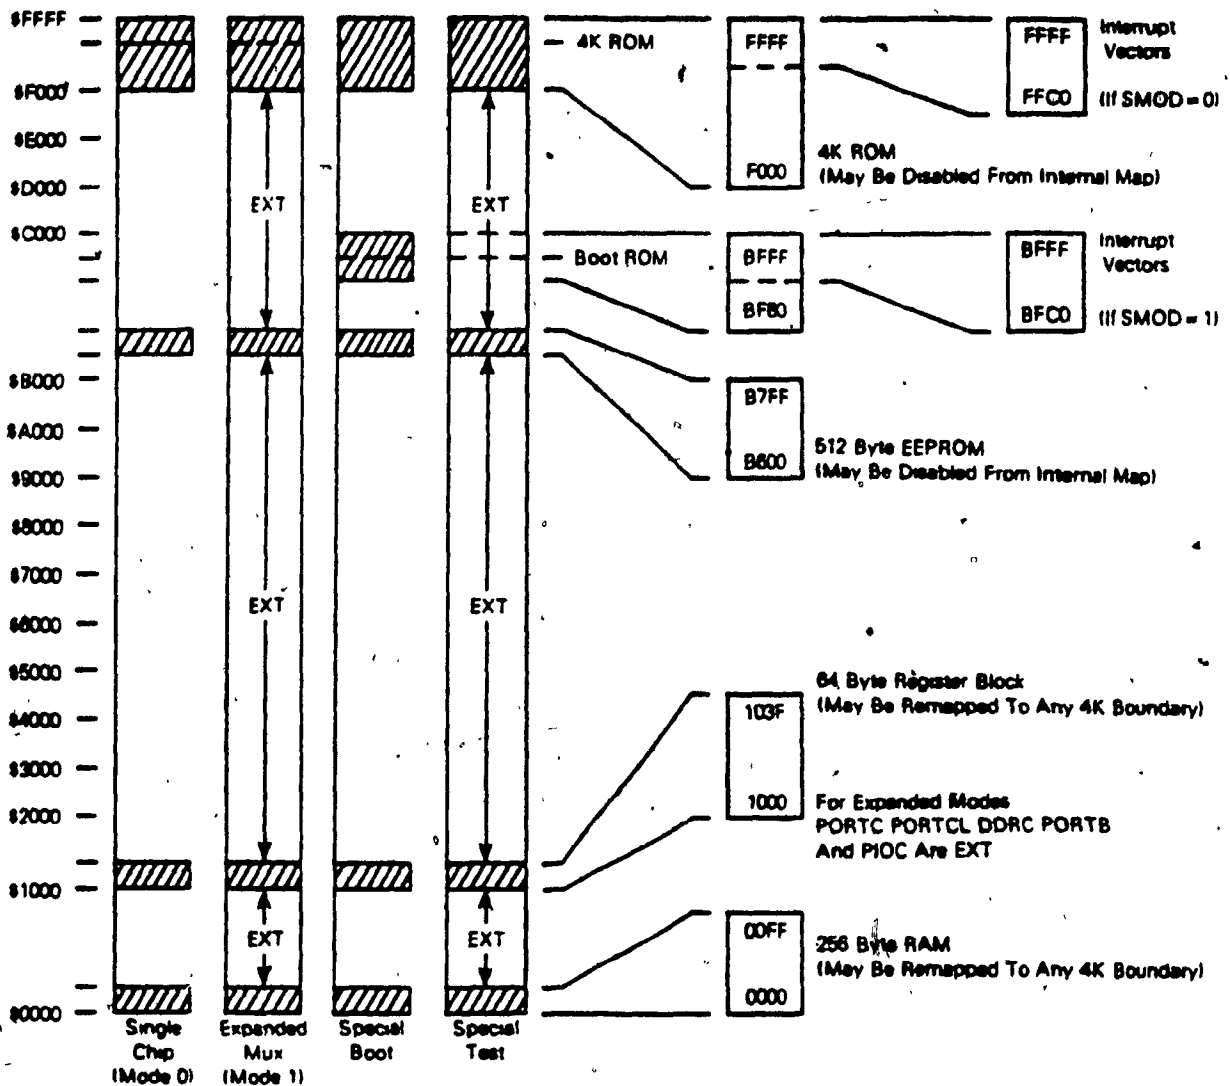 $FFFF
$F000
$E000
$D000
$C000
$B000
$A000
$9000
$8000
$7000
$6000
$5000
$4000
$3000
$2000
$1000
$0000
EXT
EXT
EXT
EXT
EXT
EXT
Single
Chip
(Mode 0)
Expanded
Mux
(Mode 1)
Special
Boot
Special
Test
4K ROM
Boot ROM
FFFF
F000
4K ROM
(May Be Disabled From Internal Map)
FFFF
FFC0
Interrupt
Vectors
(If SMOD = 0)
BFFF
BF80
BFFF
BFC0
Interrupt
Vectors
(If SMOD = 1)
B7FF
B600
512 Byte EEPROM
(May Be Disabled From Internal Map)
103F
1000
64 Byte Register Block
(May Be Remapped To Any 4K Boundary)
For Expanded Modes
PORTC PORTCL DDRC PORTB
And PIOC Are EXT
00FF
0000
256 Byte RAM
(May Be Remapped To Any 4K Boundary)